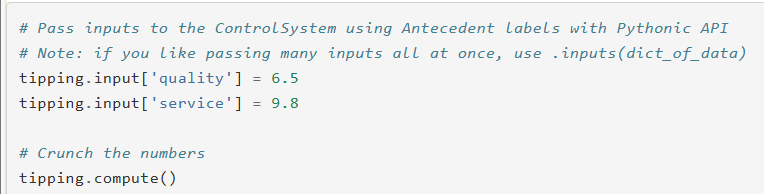 # Pass inputs to the ControlSystem using Antecedent labels with Pythonic API
# Note: if you like passing many inputs all at once, use .inputs(dict_of_data)
tipping.input['quality'] = 6.5
tipping.input['service'] = 9.8
# Crunch the numbers
tipping.compute()